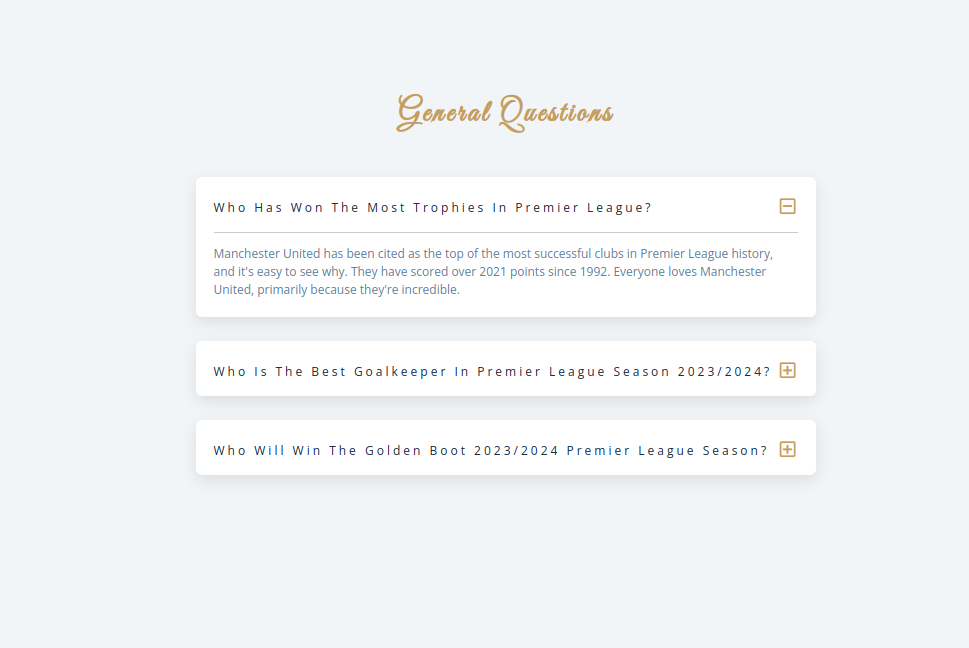 General Questions
Who Has Won The Most Trophies In Premier League?
Manchester United has been cited as the top of the most successful clubs in Premier League history,
and it's easy to see why. They have scored over 2021 points since 1992. Everyone loves Manchester
United, primarily because they're incredible.
Who Is The Best Goalkeeper In Premier League Season 2023/2024?
Who Will Win The Golden Boot 2023/2024 Premier League Season?